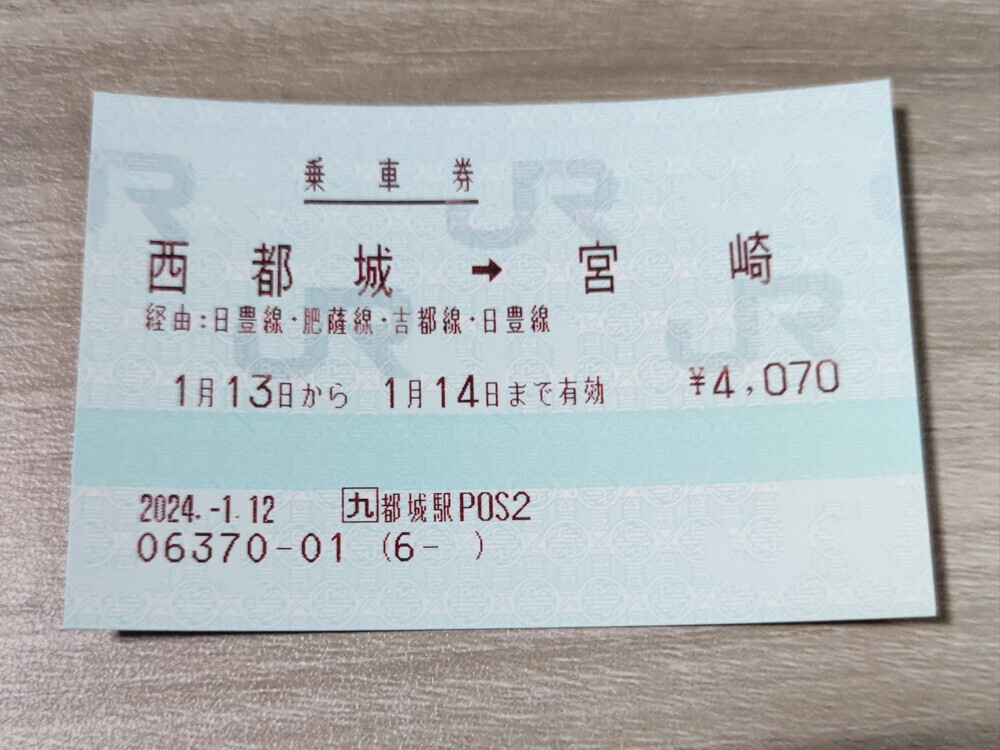 乗車券
西都城 → 宮崎
経由:日豊線・肥薩線・吉都線・日豊線
1月13日から 1月14日まで有効 ¥4,070
2024.-1.12 九都城駅POS2
06370-01 (6- )